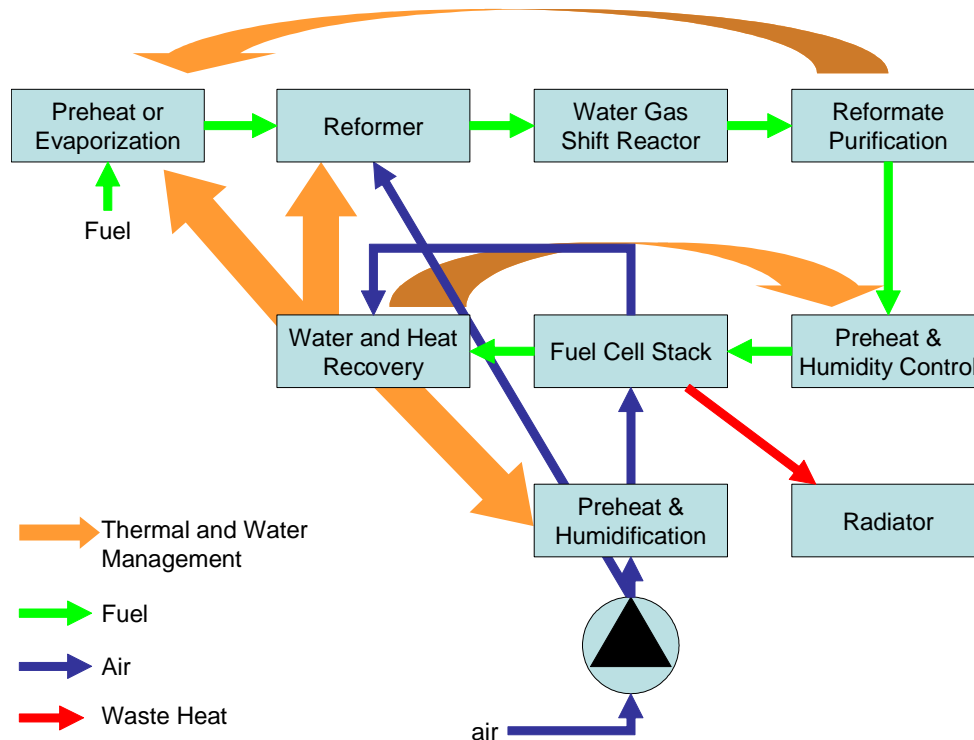 Preheat or
Evaporization
Reformer
Water Gas
Shift Reactor
Reformate
Purification
Fuel
Water and Heat
Recovery
Fuel Cell Stack
Preheat &
Humidity Control
Preheat &
Humidification
Radiator
Thermal and Water
Management
Fuel
Air
Waste Heat
air